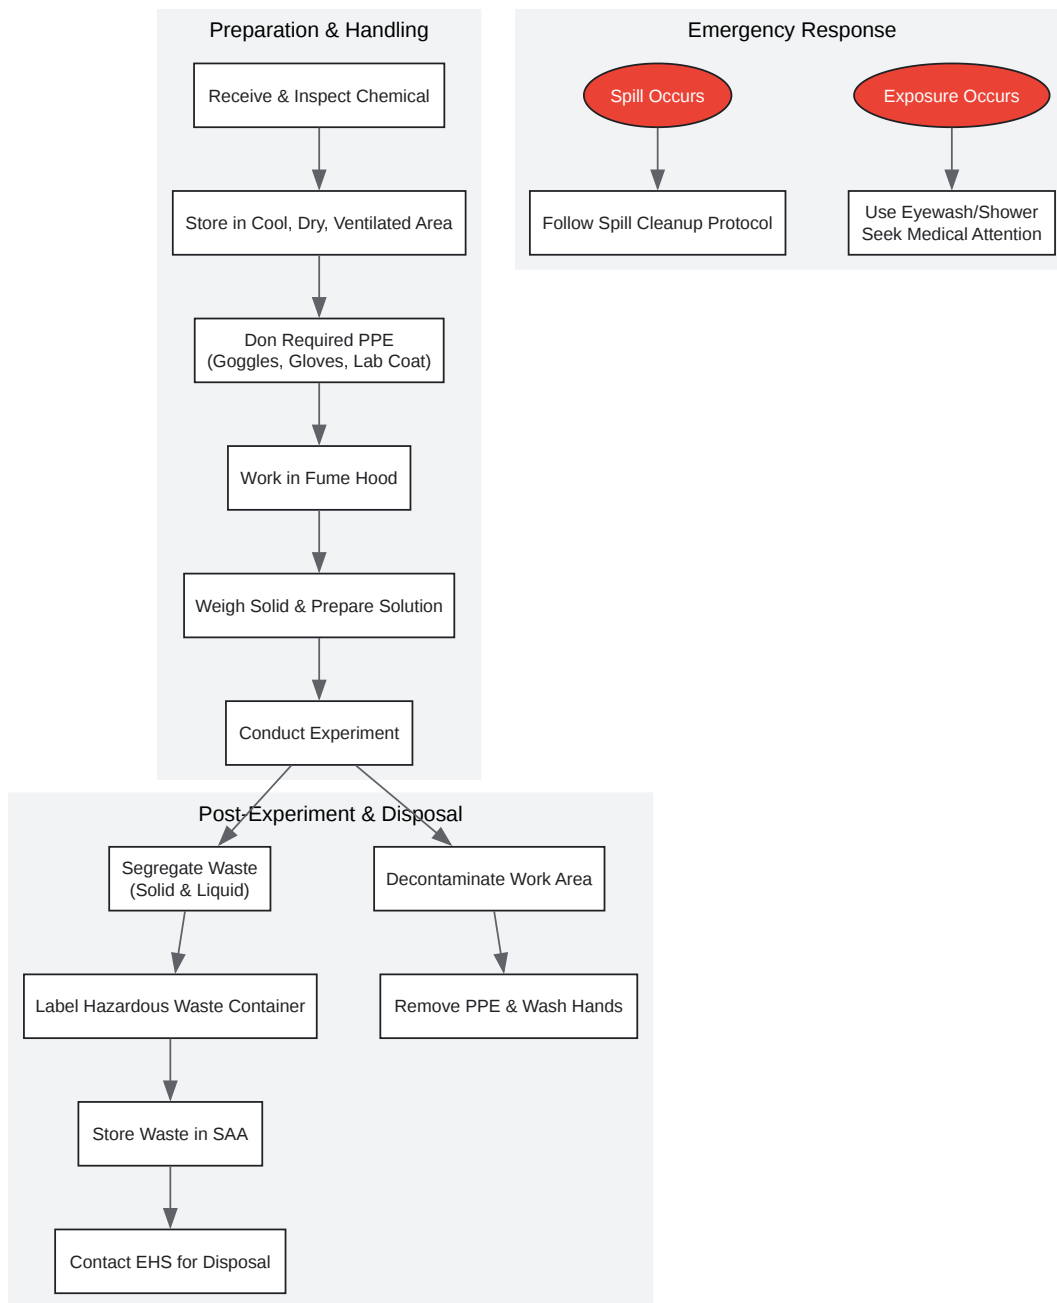 Preparation & Handling
Receive & Inspect Chemical
Store in Cool, Dry, Ventilated Area
Don Required PPE
(Goggles, Gloves, Lab Coat)
Work in Fume Hood
Weigh Solid & Prepare Solution
Conduct Experiment
Emergency Response
Spill Occurs
Follow Spill Cleanup Protocol
Exposure Occurs
Use Eyewash/Shower
Seek Medical Attention
Post-Experiment & Disposal
Segregate Waste
(Solid & Liquid)
Label Hazardous Waste Container
Store Waste in SAA
Contact EHS for Disposal
Decontaminate Work Area
Remove PPE & Wash Hands